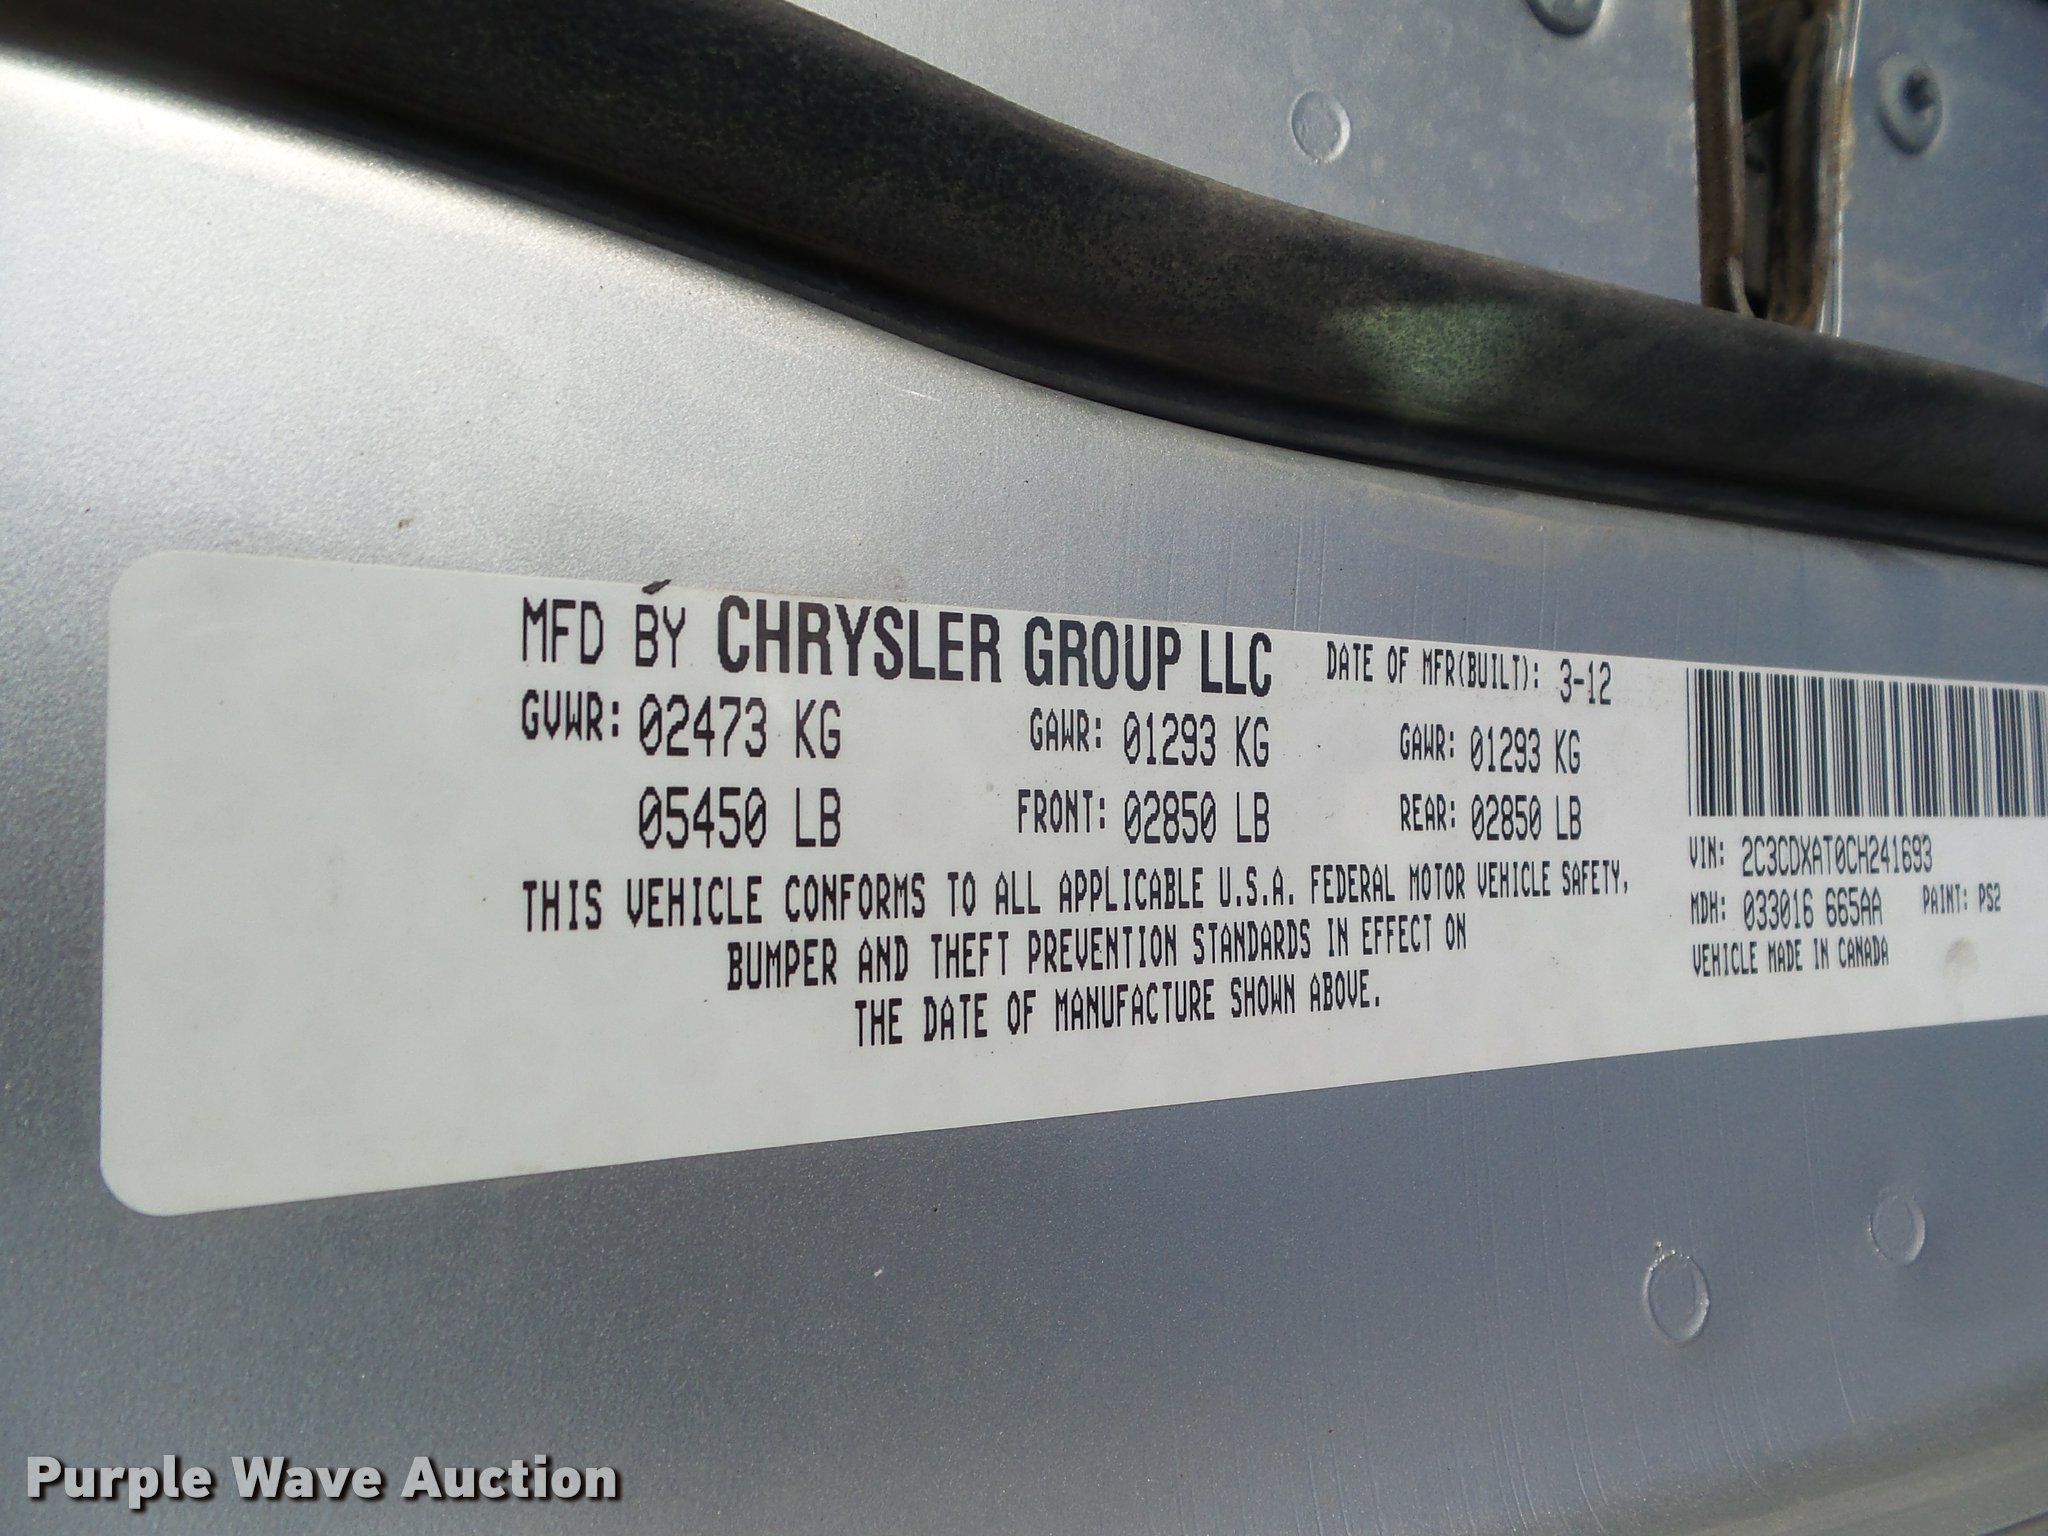 MFD BY CHRYSLER GROUP LLC DATE OF MFR(BUILT): 3-12
GVWR: 02473 KG GAWR: 01293 KG GAWR: 01293 KG
05450 LB FRONT: 02850 LB REAR: 02850 LB
THIS VEHICLE CONFORMS TO ALL APPLICABLE U.S.A. FEDERAL MOTOR VEHICLE SAFETY,
BUMPER AND THEFT PREVENTION STANDARDS IN EFFECT ON
THE DATE OF MANUFACTURE SHOWN ABOVE.
VIN: 2C3CDXAT0CH241693
MDH: 033016 665AA PAINT: PS2
VEHICLE MADE IN CANADA
Purple Wave Auction